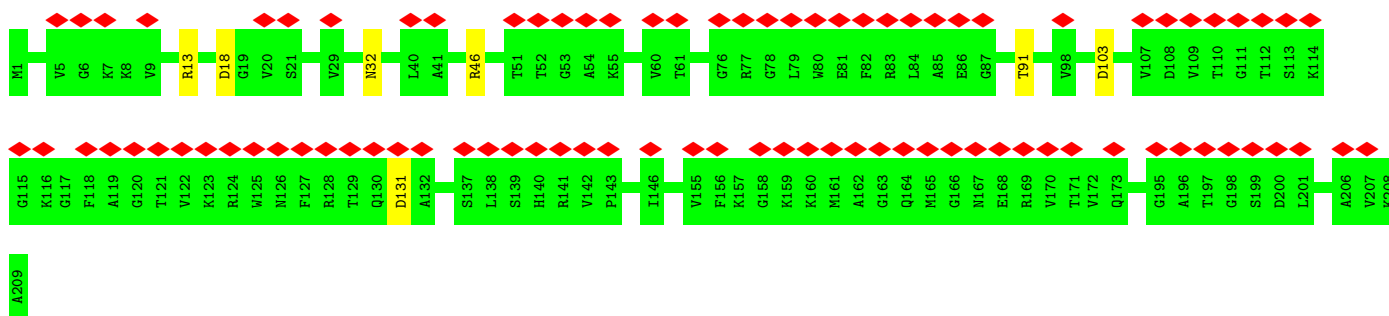 M1 V5 G6 K7 K8 V9 R13 D18 G19 V20 S21 V29 N32 L40 A41 R46 T51 T52 G53 A54 K55 V60 T61 G76 R77 G78 L79 W80 E81 F82 R83 L84 A85 E86 G87 T91 V98 D103 V107 D108 V109 T110 G111 T112 S113 K114
G115 K116 G117 F118 A119 G120 T121 V122 K123 R124 W125 N126 F127 R128 T129 Q130 D131 A132 S137 L138 S139 H140 R141 V142 P143 I146 V155 F156 K157 G158 K159 K160 M161 A162 G163 Q164 M165 G166 N167 E168 R169 V170 T171 V172 Q173 G195 A196 T197 G198 S199 D200 L201 A206 V207 K208
A209